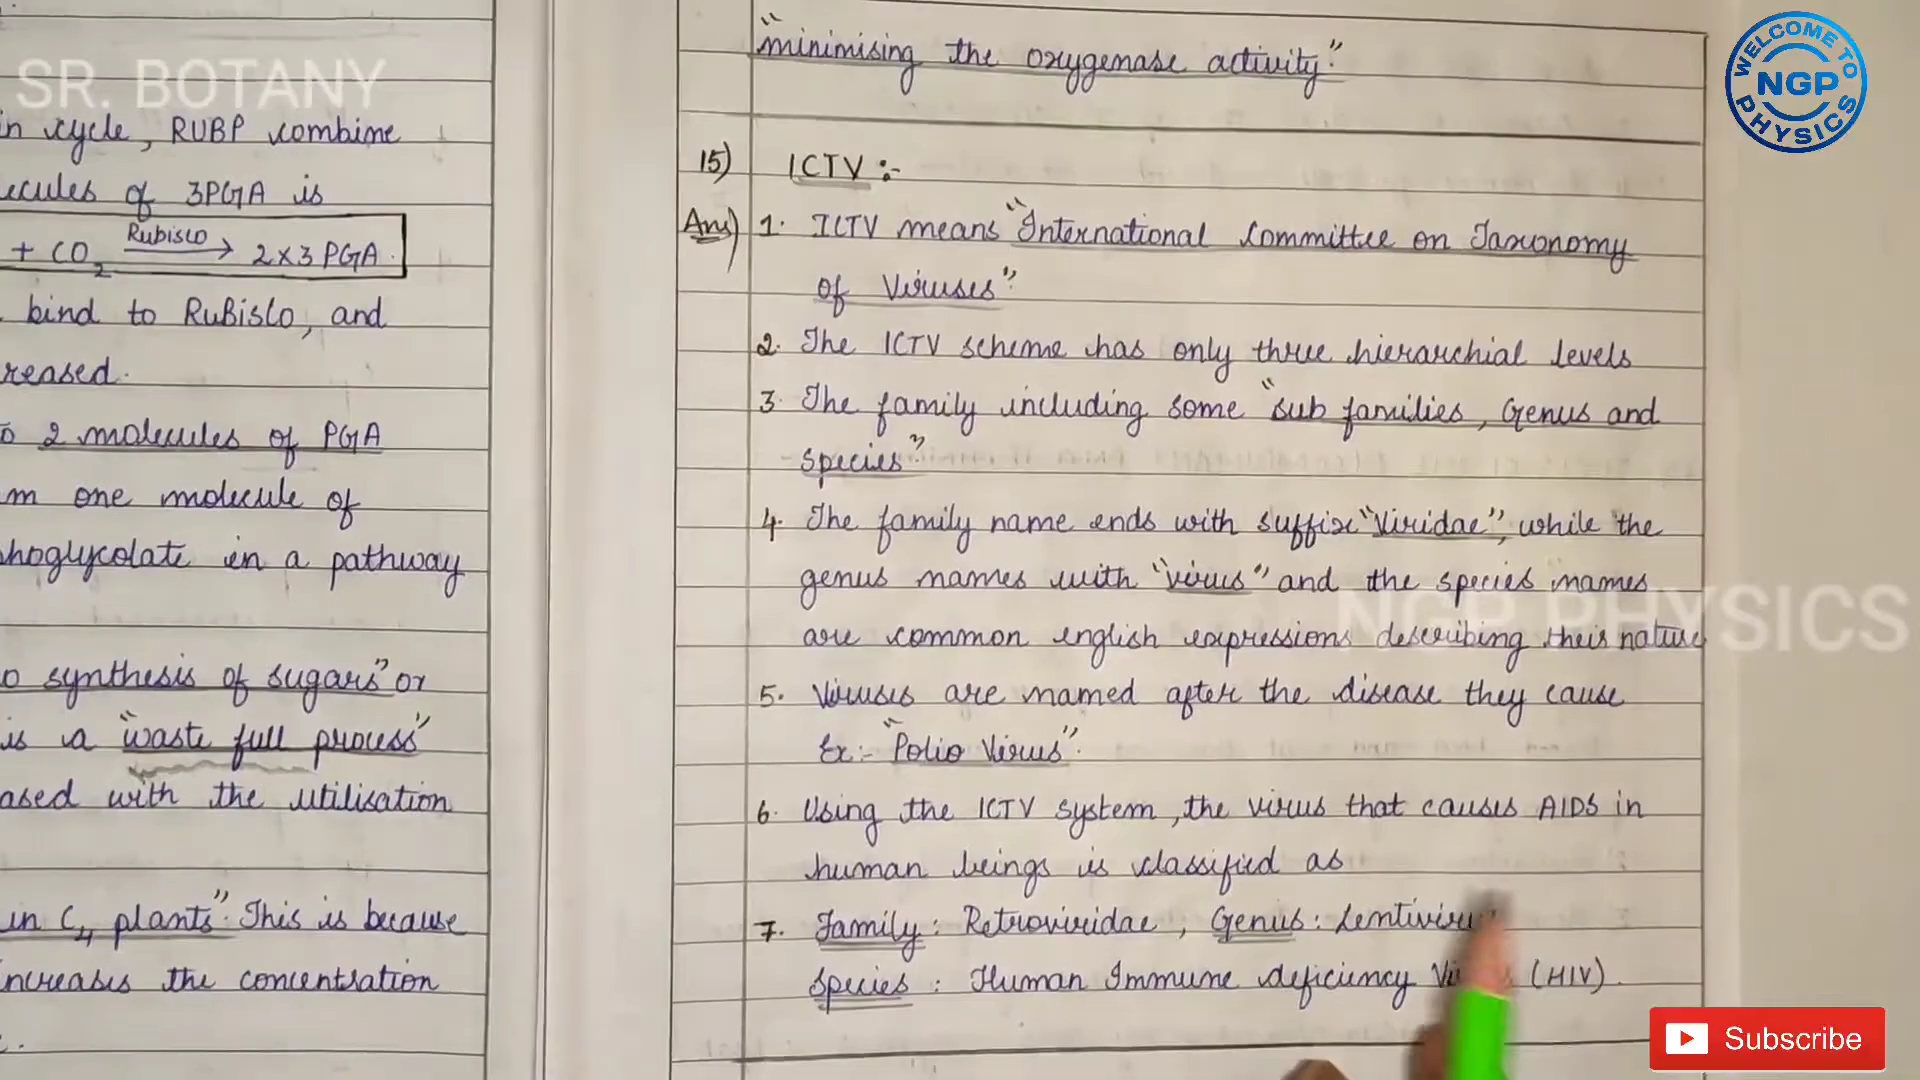 SR. BOTANY
in cycle, RUBP combine
ecules of 3PGA is
+ CO2 Rubisco → 2x3 PGA.
bind to RuBisCo, and
reased.
2 molecules of PGA
m one molecule of
hoglycolate in a pathway
o synthesis of sugars" or
is a "waste full process"
ased with the utilisation
in C4 plants". This is because
increases the concentration
"minimising the oxygenase activity."
15) ICTV :-
Ans) 1. ICTV means "International Committee on Taxonomy
of Viruses".
2. The ICTV scheme has only three hierarchial levels
3. The family including some "sub families, Genus and
species".
4. The family name ends with suffix "Viridae", while the
genus names with "virus" and the species names
are common english expressions describing their nature
5. Viruses are named after the disease they cause
Ex:- "Polio Virus".
6. Using the ICTV system, the virus that causes AIDS in
human beings is classified as
7. Family : Retroviridae ; Genus : Lentivirus
Species : Human Immune deficiency (HIV).
WELCOME TO
NGP
PHYSICS
NGP PHYSICS
Subscribe